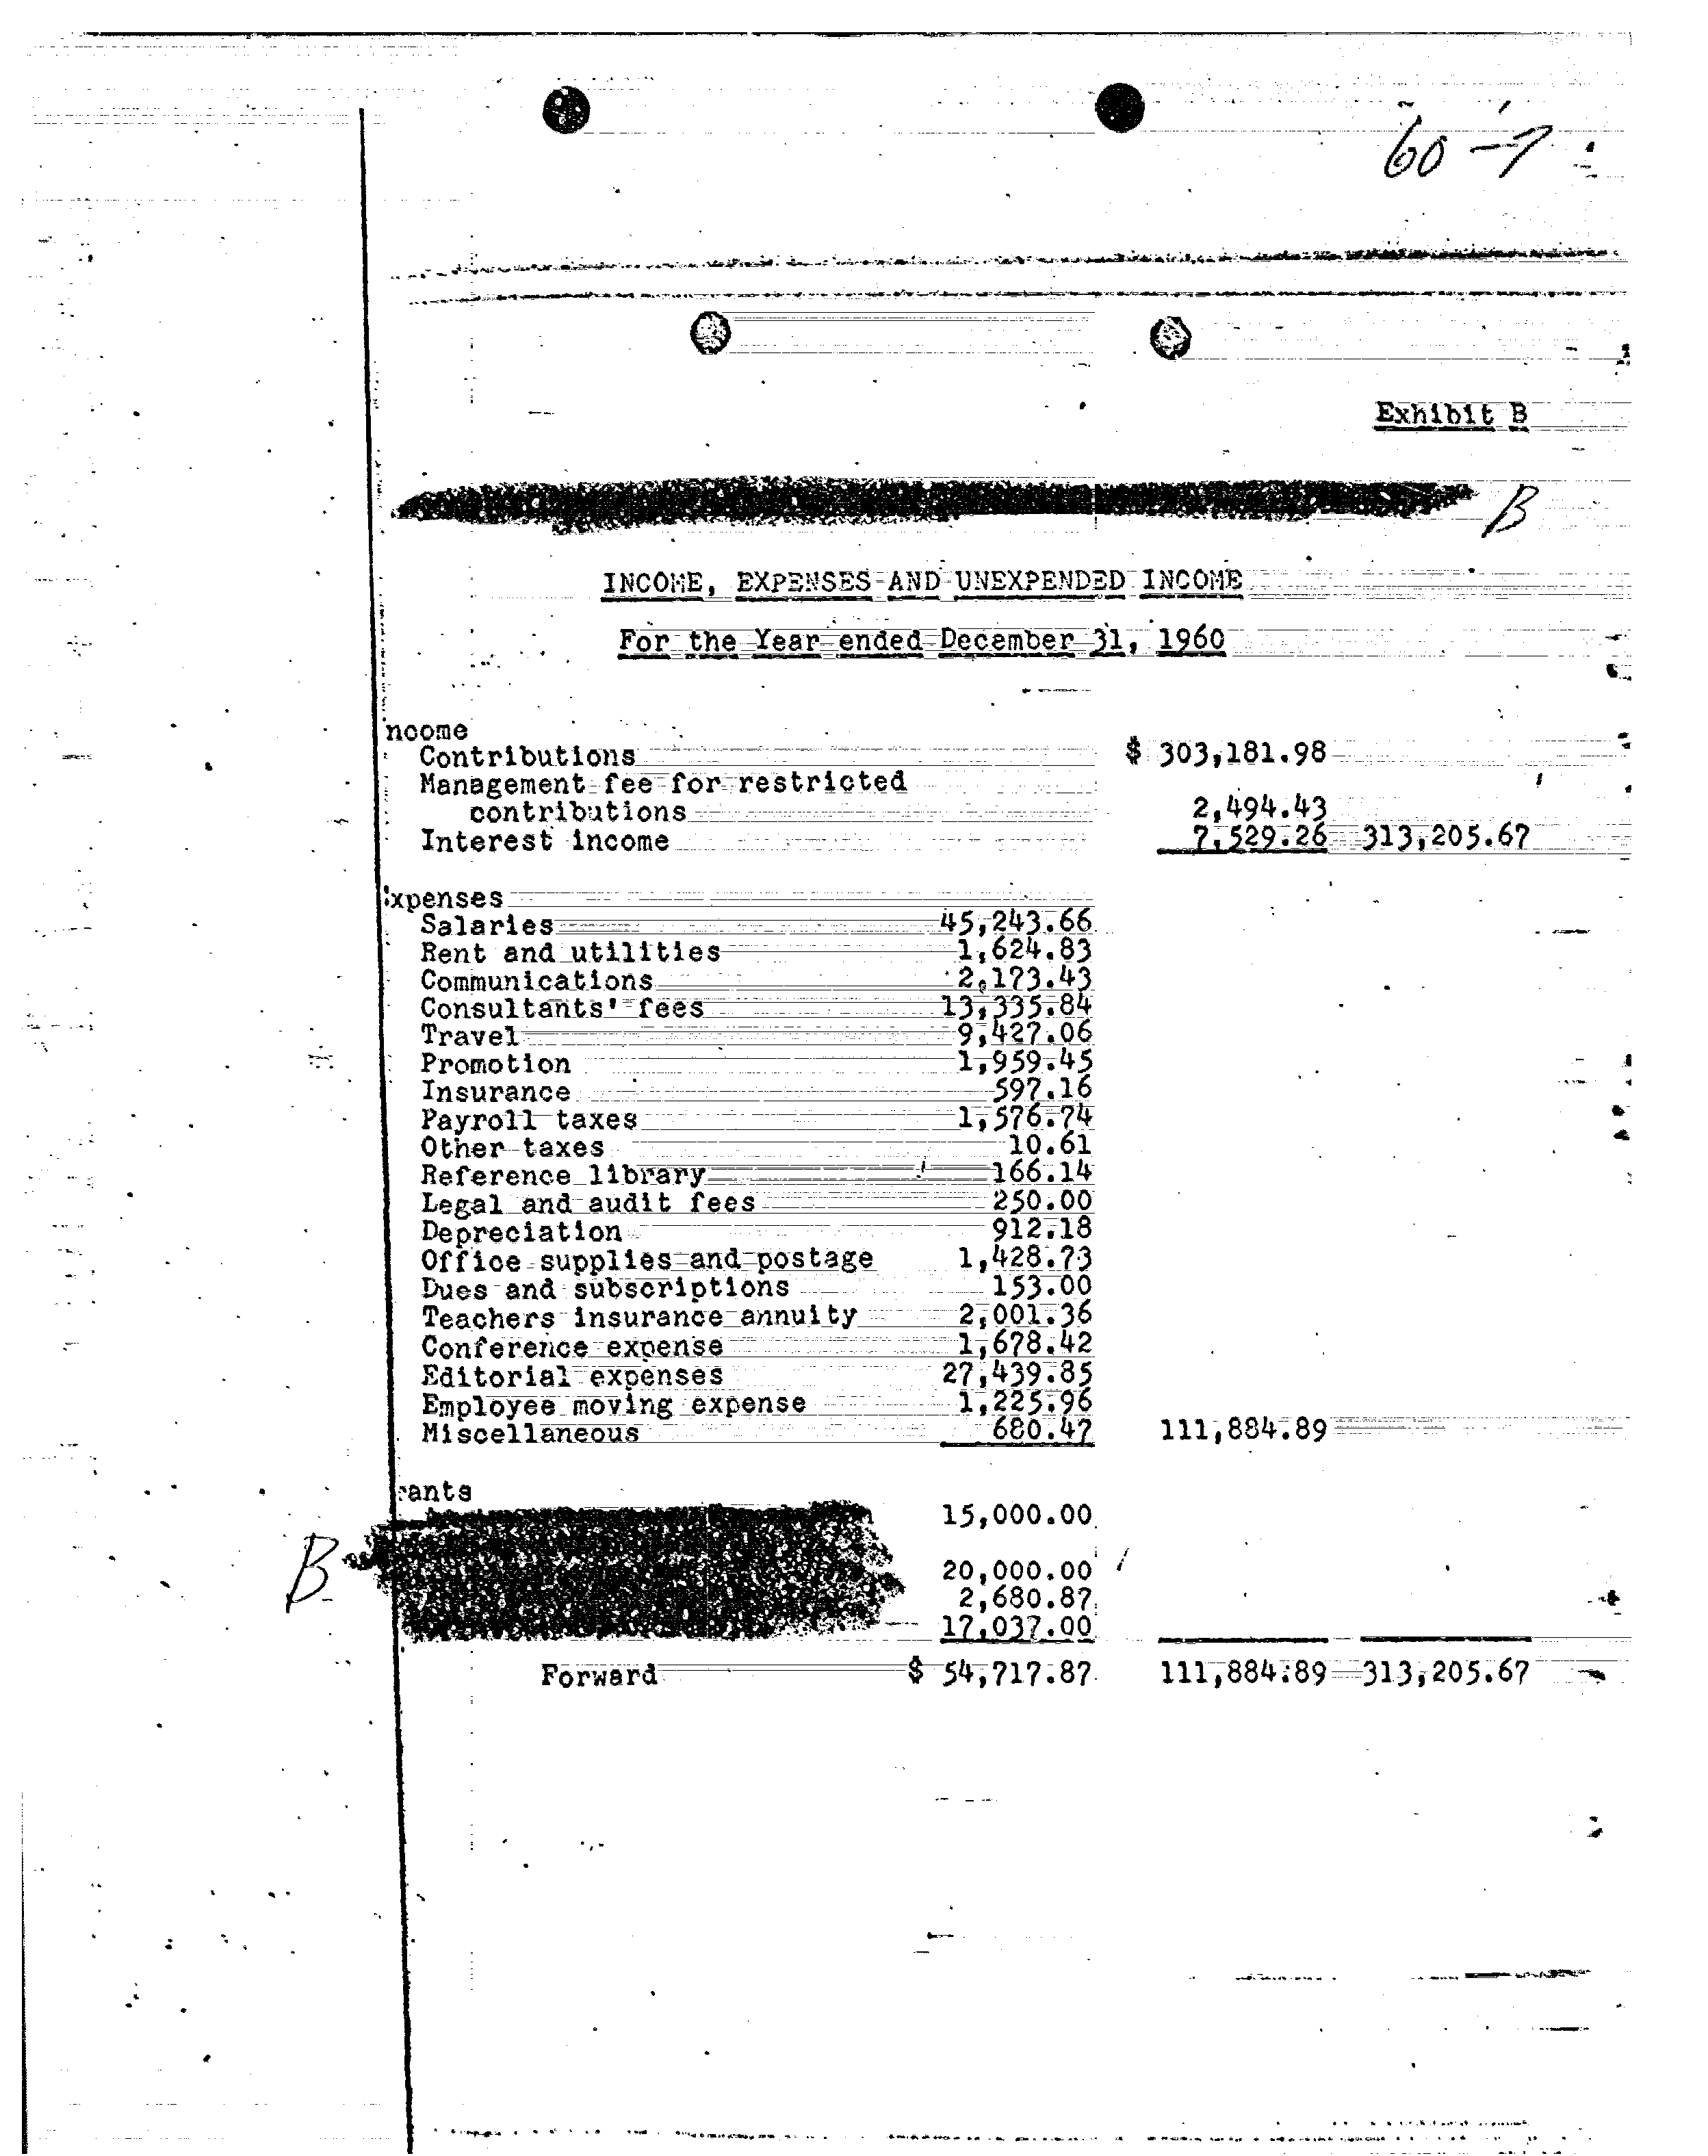 60-7
Exhibit B
B
INCOME, EXPENSES AND UNEXPENDED INCOME
For the Year ended December 31, 1960
ncome
Contributions $ 303,181.98
Management fee for restricted
contributions 2,494.43
Interest income 7,529.26 313,205.67
xpenses
Salaries 45,243.66
Rent and utilities 1,624.83
Communications 2,173.43
Consultants' fees 13,335.84
Travel 9,427.06
Promotion 1,959.45
Insurance 597.16
Payroll taxes 1,576.74
Other taxes 10.61
Reference library 166.14
Legal and audit fees 250.00
Depreciation 912.18
Office supplies and postage 1,428.73
Dues and subscriptions 153.00
Teachers insurance annuity 2,001.36
Conference expense 1,678.42
Editorial expenses 27,439.85
Employee moving expense 1,225.96
Miscellaneous 680.47 111,884.89
rants
15,000.00
B 20,000.00
2,680.87
17,037.00
Forward $ 54,717.87 111,884.89 313,205.67